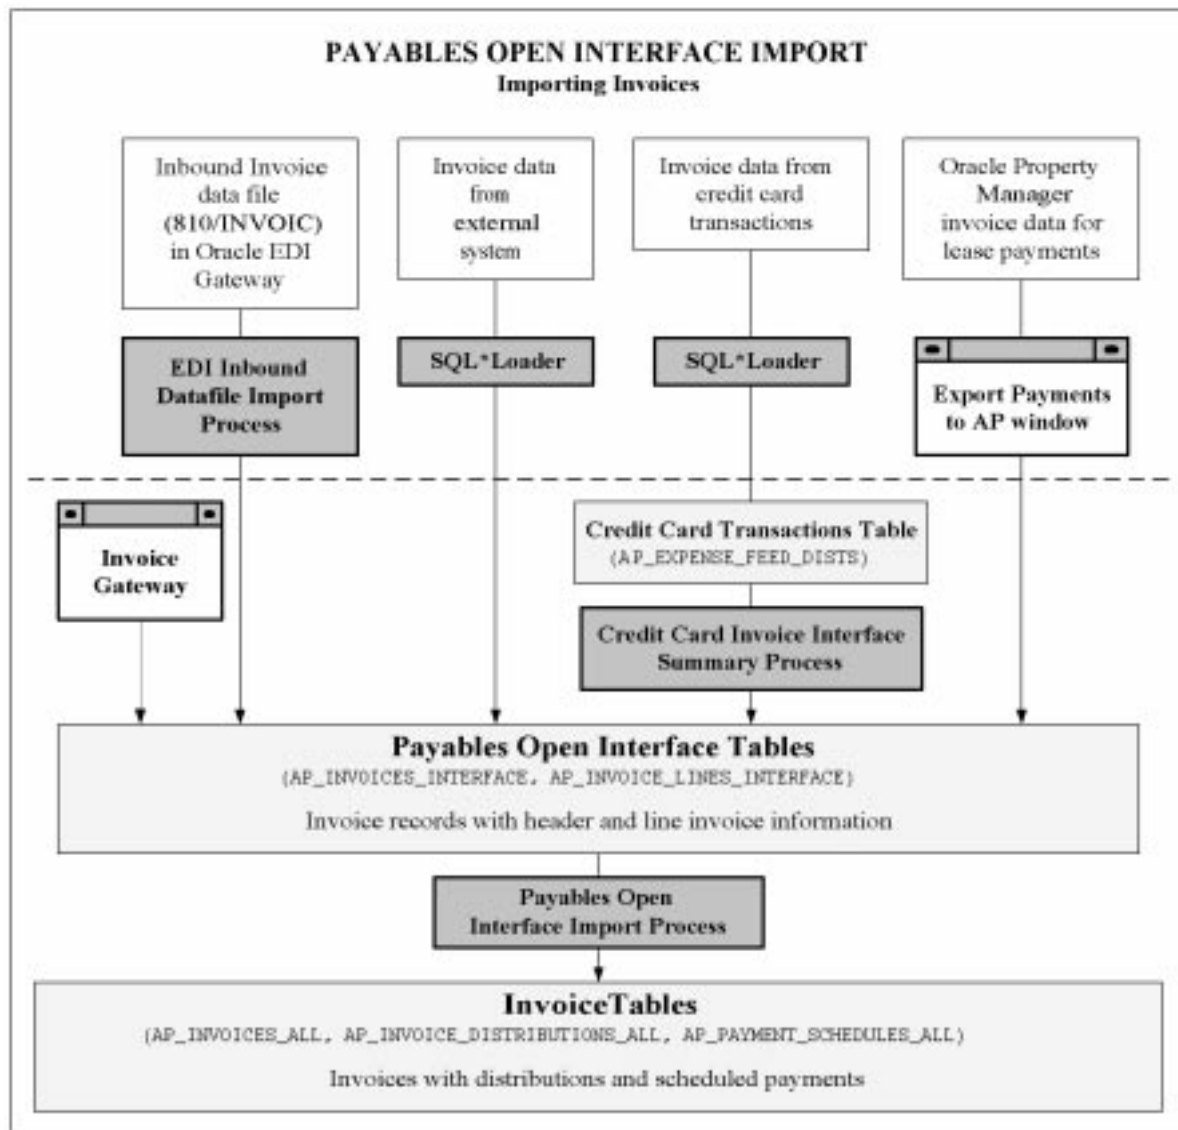 PAYABLES OPEN INTERFACE IMPORT
Importing Invoices
Inbound Invoice
data file
(810/INVOIC)
in Oracle EDI
Gateway
Invoice data
from
external
system
Invoice data from
credit card
transactions
Oracle Property
Manager
invoice data for
lease payments
EDI Inbound
Datafile Import
Process
SQL*Loader
SQL*Loader
Export Payments
to AP window
Invoice
Gateway
Credit Card Transactions Table
(AP_EXPENSE_FEED_DISTS)
Credit Card Invoice Interface
Summary Process
Payables Open Interface Tables
(AP_INVOICES_INTERFACE, AP_INVOICE_LINES_INTERFACE)
Invoice records with header and line invoice information
Payables Open
Interface Import Process
InvoiceTables
(AP_INVOICES_ALL, AP_INVOICE_DISTRIBUTIONS_ALL, AP_PAYMENT_SCHEDULES_ALL)
Invoices with distributions and scheduled payments